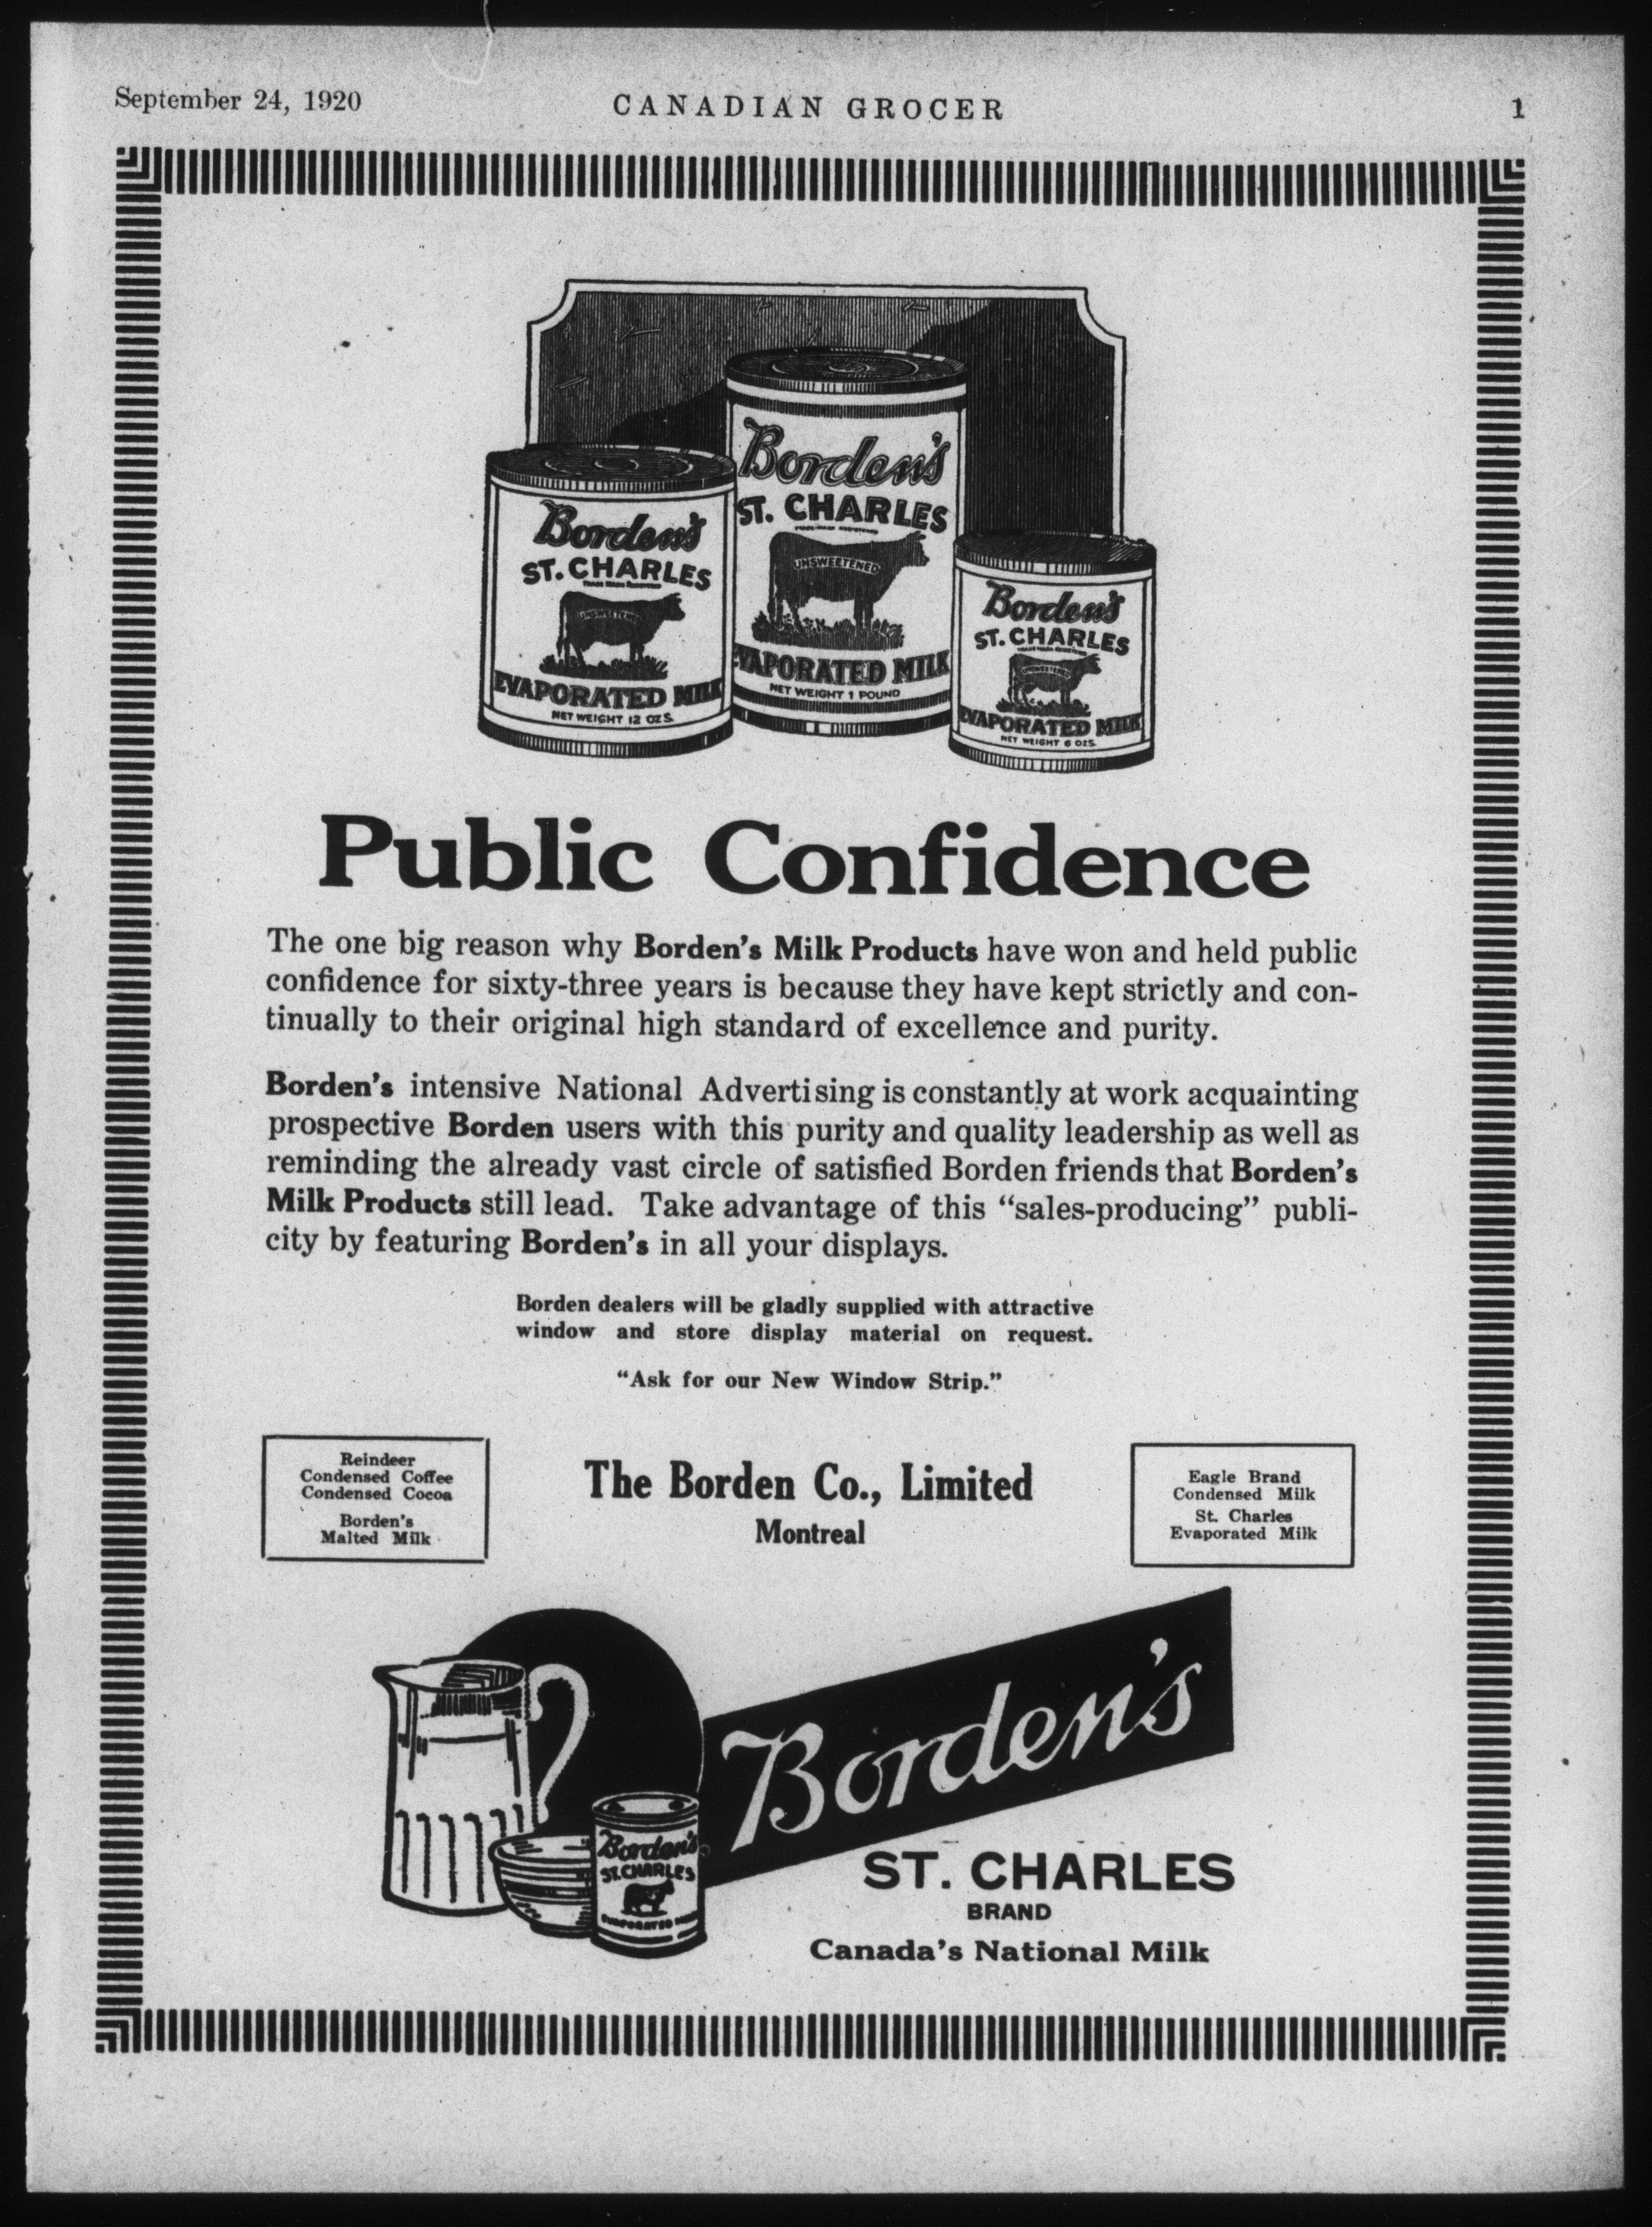 September 24, 1920
CANADIAN GROCER
1
Borden's
ST. CHARLES
TRADE MARK REGISTERED
UNSWEETENED
EVAPORATED MILK
NET WEIGHT 12 OZS.
Borden's
ST. CHARLES
UNSWEETENED
EVAPORATED MILK
NET WEIGHT 1 POUND
Borden's
ST. CHARLES
UNSWEETENED
EVAPORATED MILK
NET WEIGHT 6 OZS.
Public Confidence
The one big reason why Borden's Milk Products have won and held public
confidence for sixty-three years is because they have kept strictly and con-
tinually to their original high standard of excellence and purity.
Borden's intensive National Advertising is constantly at work acquainting
prospective Borden users with this purity and quality leadership as well as
reminding the already vast circle of satisfied Borden friends that Borden's
Milk Products still lead. Take advantage of this “sales-producing” publi-
city by featuring Borden's in all your displays.
Borden dealers will be gladly supplied with attractive
window and store display material on request.
“Ask for our New Window Strip.”
Reindeer
Condensed Coffee
Condensed Cocoa
Borden's
Malted Milk
The Borden Co., Limited
Montreal
Eagle Brand
Condensed Milk
St. Charles
Evaporated Milk
Borden's
ST. CHARLES
EVAPORATED MILK
Borden's
ST. CHARLES
BRAND
Canada's National Milk